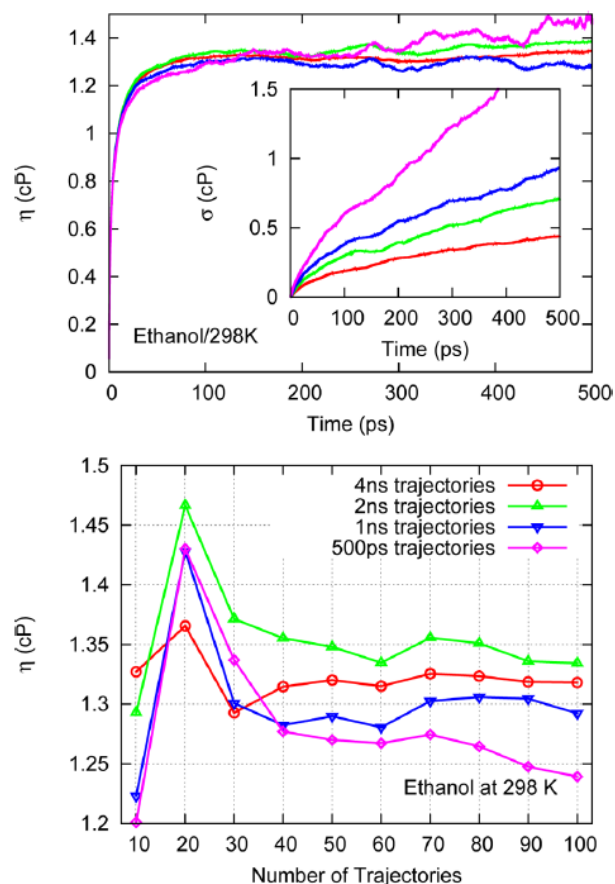 1.4
1.2
1
0.8
0.6
0.4
0.2
0
η (cP)
1.5
1
0.5
0
σ (cP)
0 100 200 300 400 500
Time (ps)
Ethanol/298K
0 100 200 300 400 500
Time (ps)
1.5
1.45
1.4
1.35
1.3
1.25
1.2
η (cP)
4ns trajectories
2ns trajectories
1ns trajectories
500ps trajectories
Ethanol at 298 K
10 20 30 40 50 60 70 80 90 100
Number of Trajectories